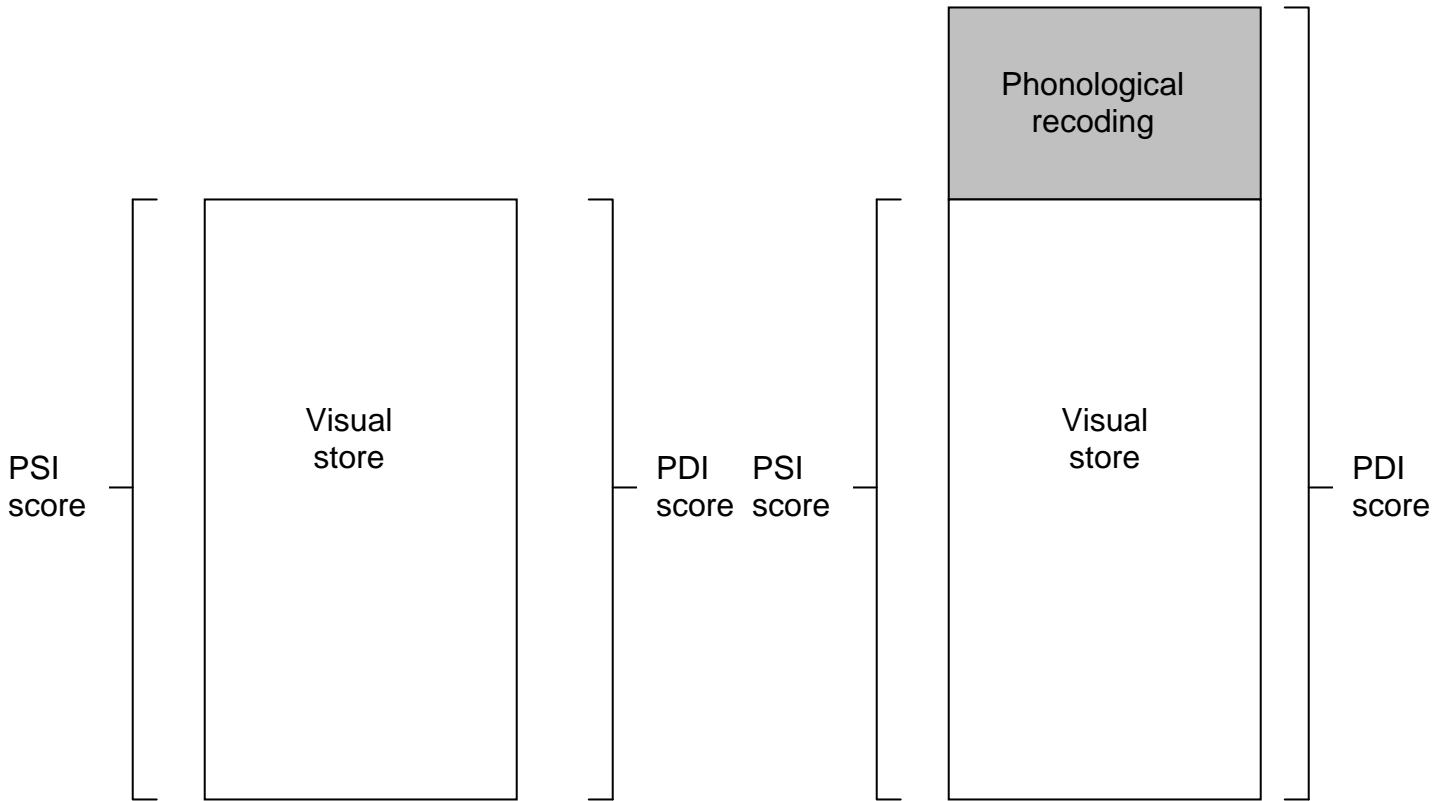 Phonological
recoding
Visual
store
Visual
store
PSI
score
PDI
score
PSI
score
PDI
score